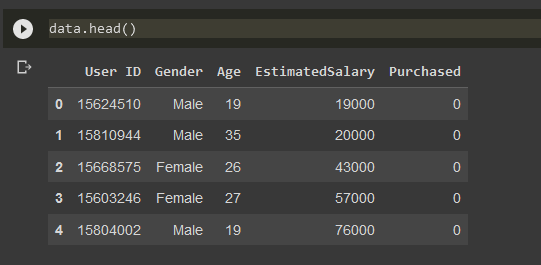 data.head()
User ID Gender Age EstimatedSalary Purchased
0 15624510 Male 19 19000 0
1 15810944 Male 35 20000 0
2 15668575 Female 26 43000 0
3 15603246 Female 27 57000 0
4 15804002 Male 19 76000 0